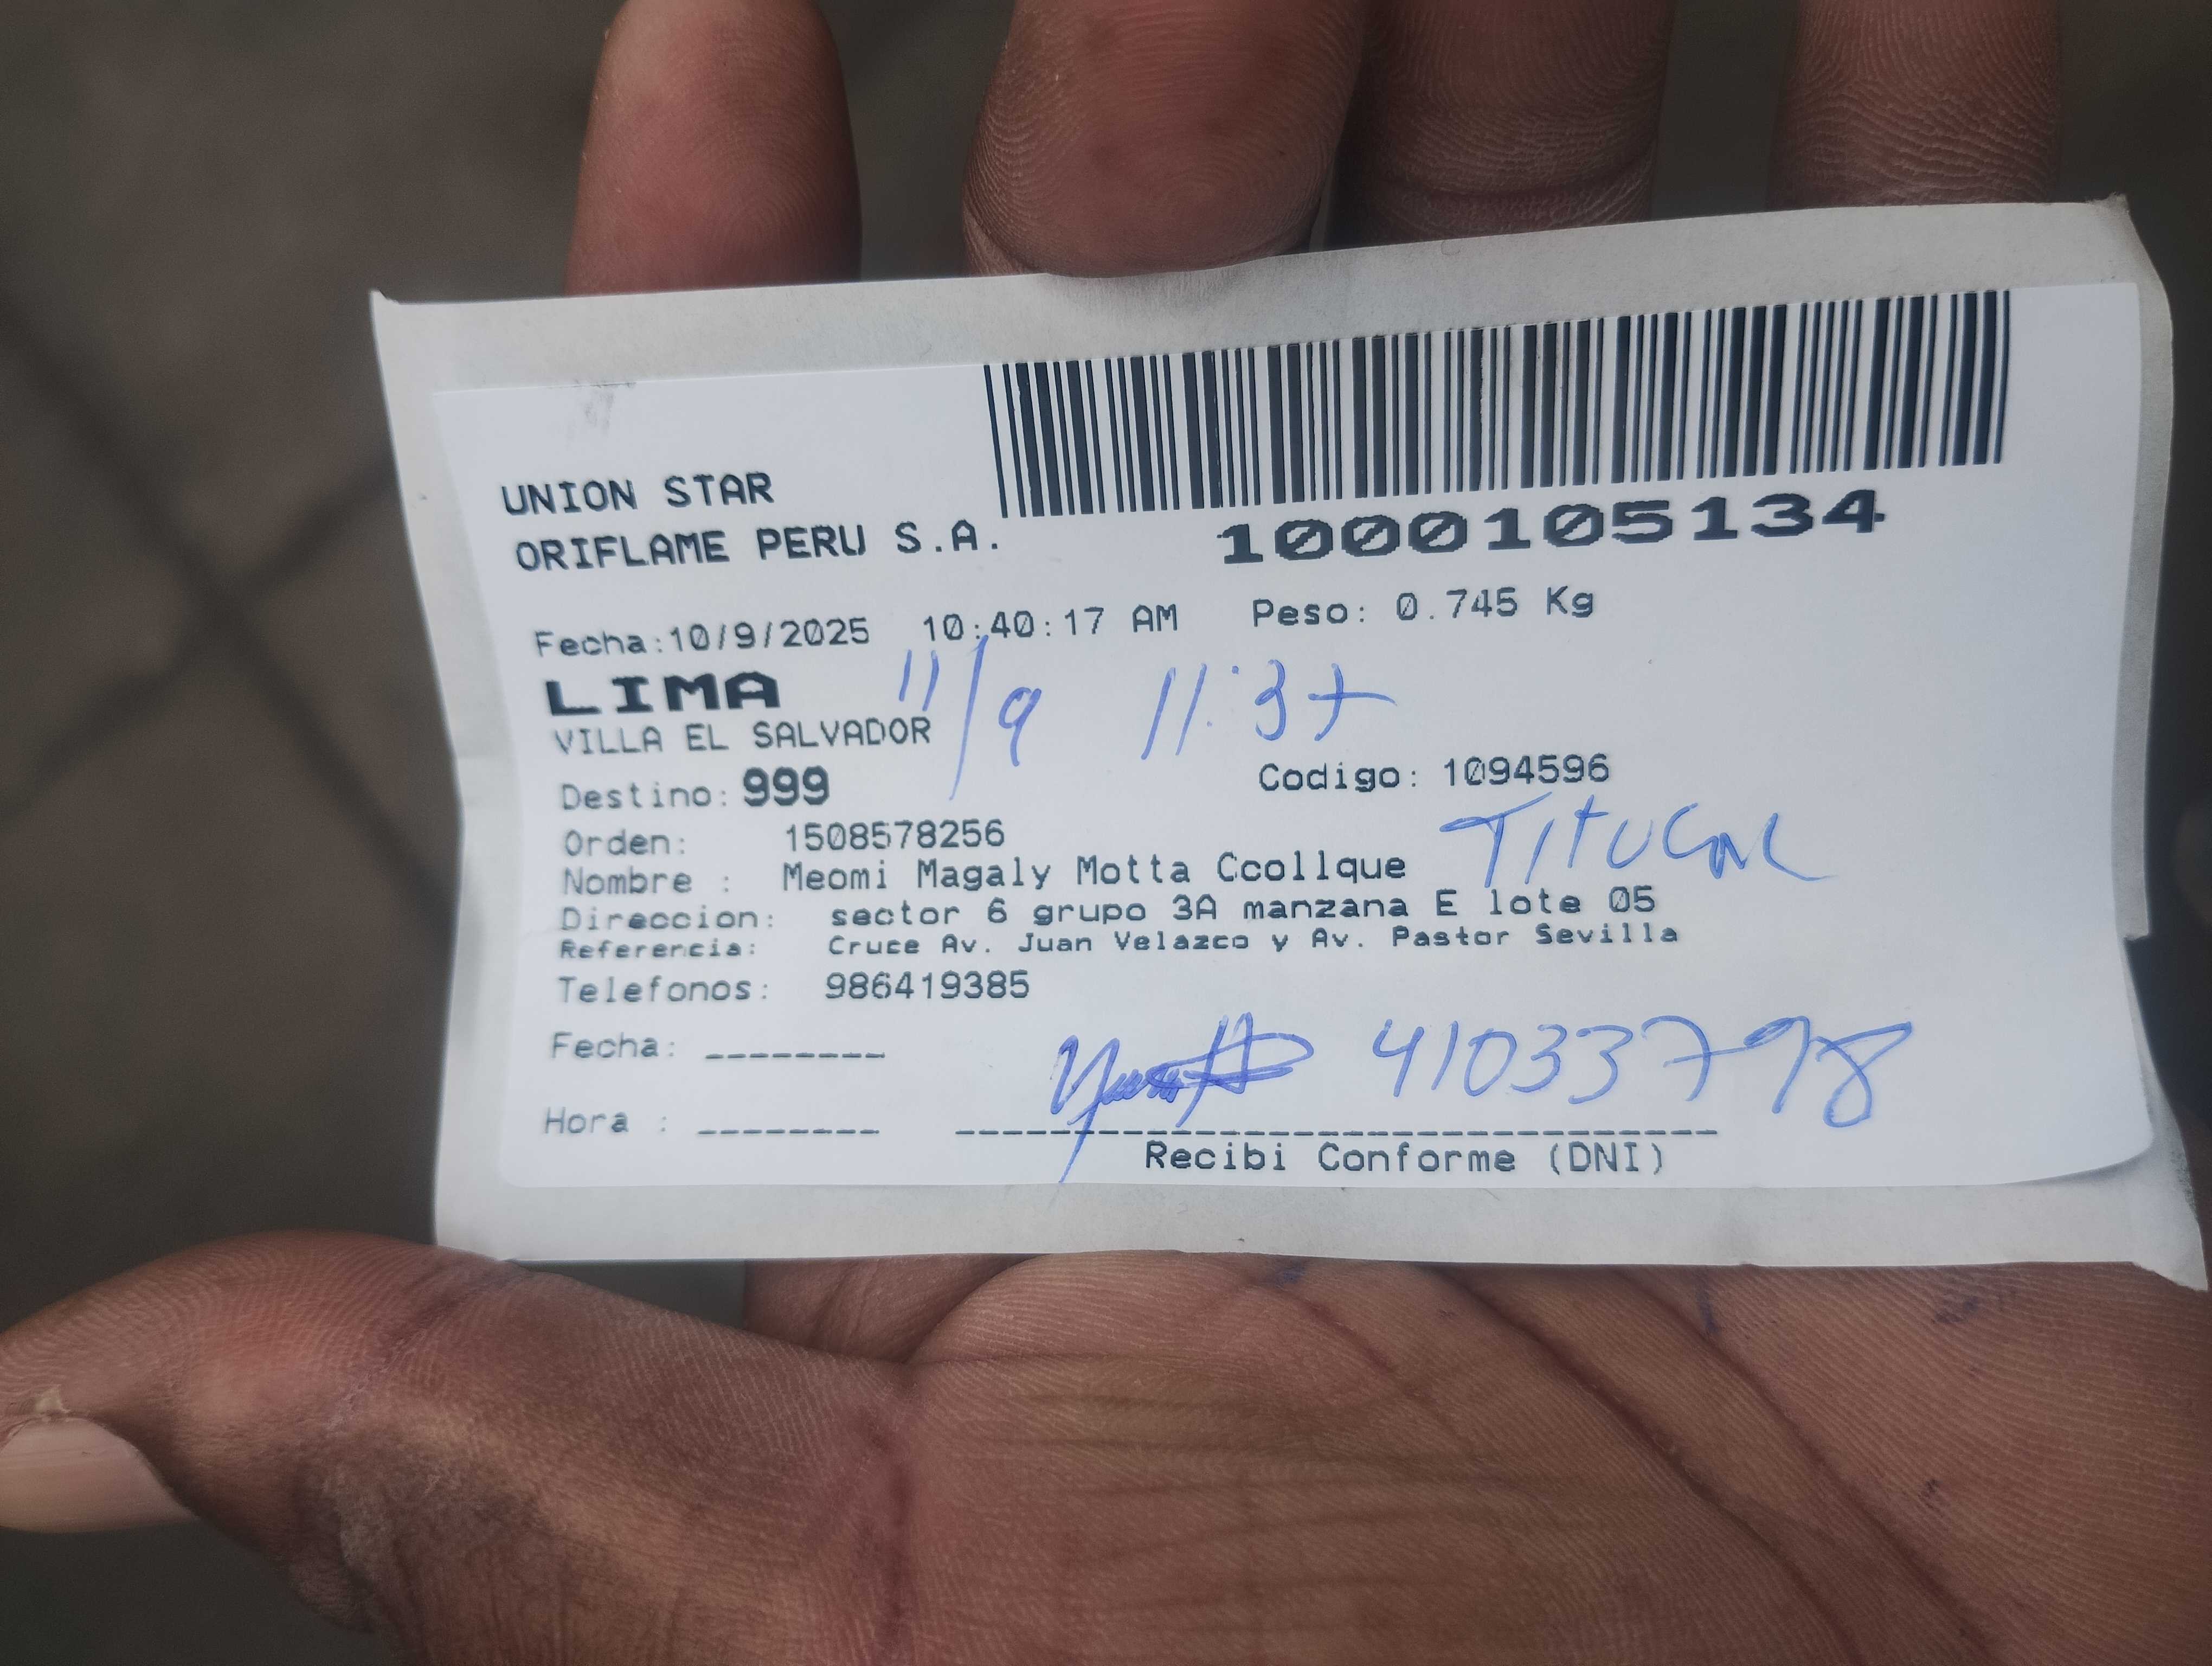 UNION STAR
ORIFLAME PERU S.A.
1000105134
Fecha:10/9/2025 10:40:17 AM Peso: 0.745 Kg
LIMA 11/9 11:37
VILLA EL SALVADOR
Destino: 999 Codigo: 1094596
Orden: 1508578256
Nombre : Meomi Magaly Motta Ccollque TITULAR
Direccion: sector 6 grupo 3A manzana E lote 05
Referencia: Cruce Av. Juan Velazco y Av. Pastor Sevilla
Telefonos: 986419385
Fecha: --------
41033798
Hora : --------
Recibi Conforme (DNI)